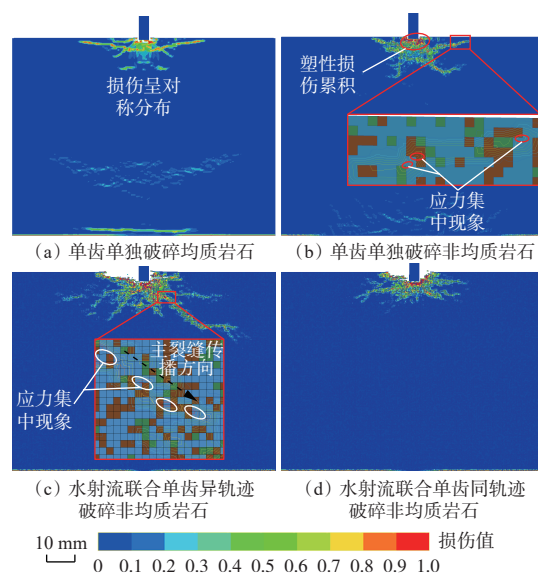 损伤呈对
称分布
塑性损
伤累积
应力集
中现象
（a）单齿单独破碎均质岩石
（b）单齿单独破碎非均质岩石
主裂缝传
播方向
应力集
中现象
（c）水射流联合单齿异轨迹
破碎非均质岩石
（d）水射流联合单齿同轨迹
破碎非均质岩石
10 mm
损伤值
0 0.1 0.2 0.3 0.4 0.5 0.6 0.7 0.8 0.9 1.0